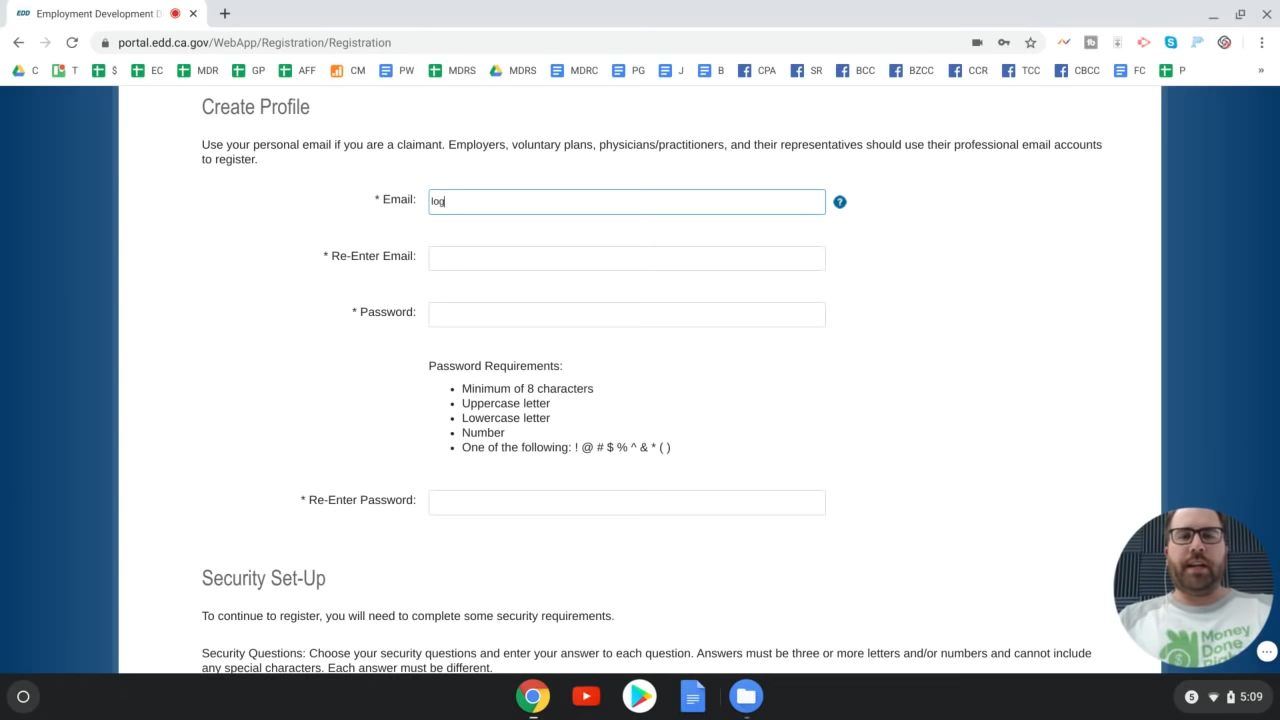 EDD Employment Development D
portal.edd.ca.gov/WebApp/Registration/Registration
C T $ EC MDR GP AFF CM PW MDRS MDRS MDRC PG J B CPA SR BCC BZCC CCR TCC CBCC FC P »
Create Profile
Use your personal email if you are a claimant. Employers, voluntary plans, physicians/practitioners, and their representatives should use their professional email accounts
to register.
* Email: log ?
* Re-Enter Email:
* Password:
Password Requirements:
• Minimum of 8 characters
• Uppercase letter
• Lowercase letter
• Number
• One of the following: ! @ # $ % ^ & * ( )
* Re-Enter Password:
Security Set-Up
To continue to register, you will need to complete some security requirements.
Security Questions: Choose your security questions and enter your answer to each question. Answers must be three or more letters and/or numbers and cannot include
any special characters. Each answer must be different.
Money
Done
5 5:09